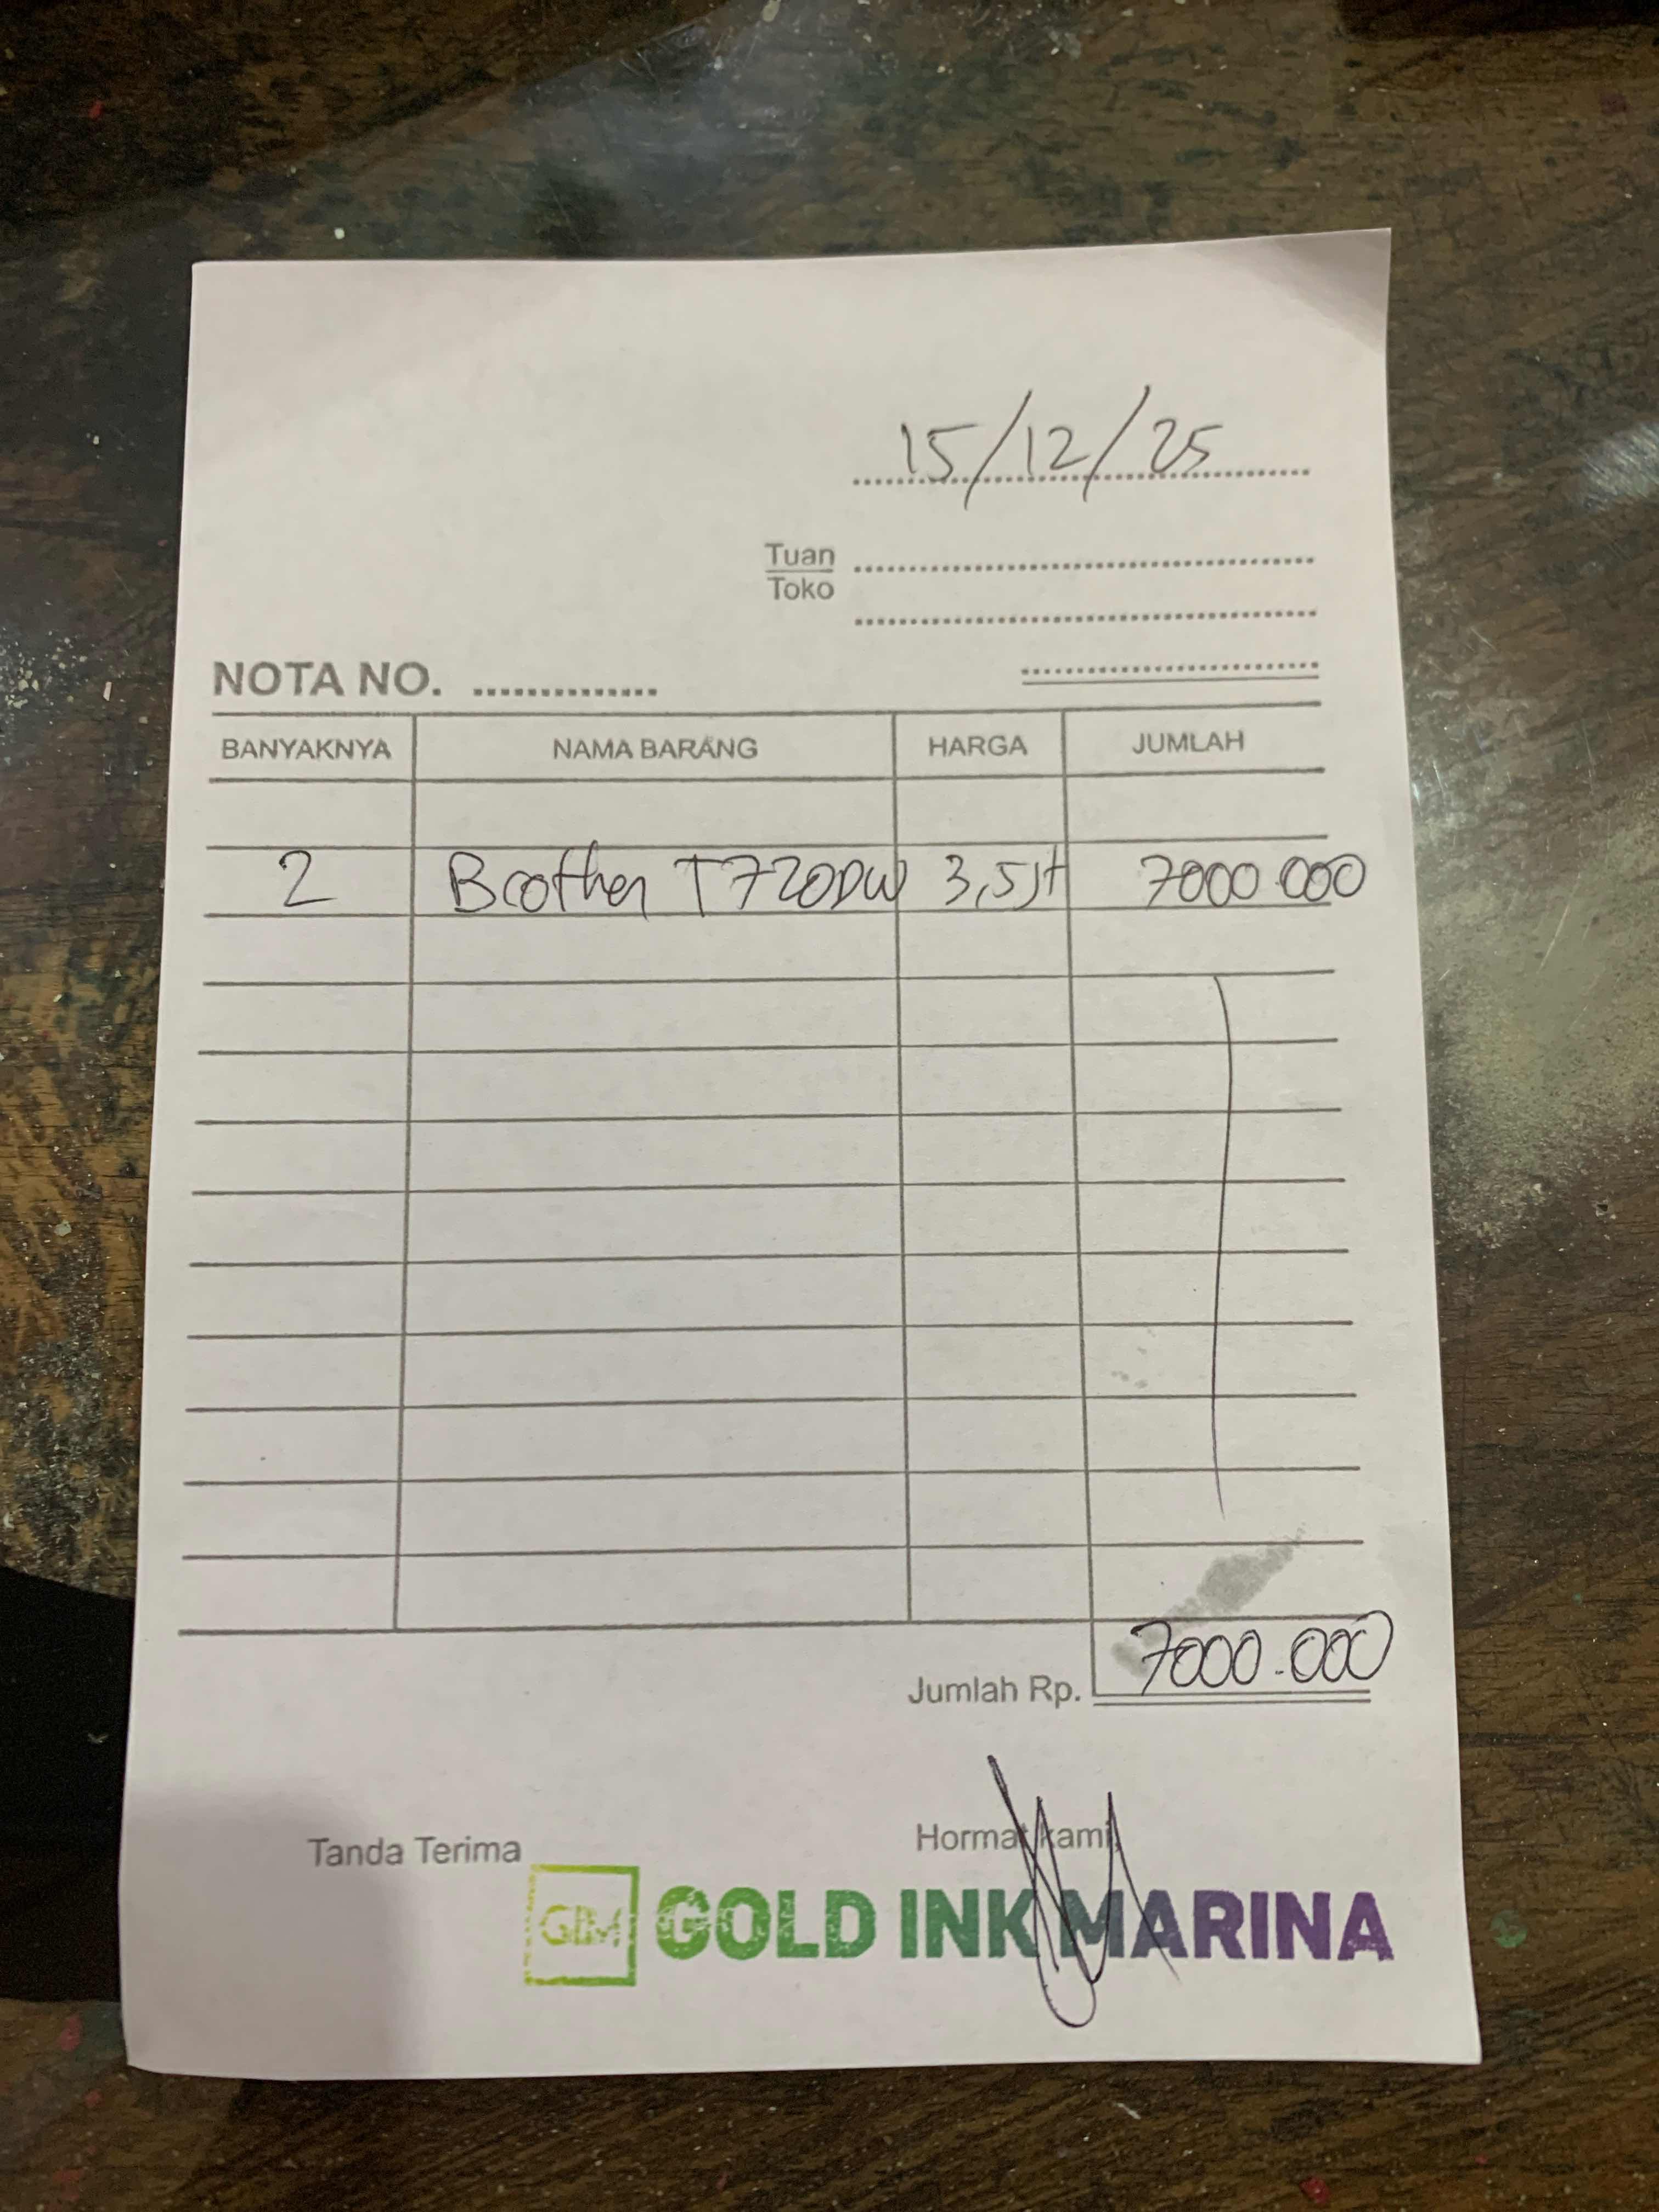 15/12/25
Tuan
Toko
NOTA NO.
BANYAKNYA NAMA BARANG HARGA JUMLAH
2 Brother T720DW 3,5jt 7000.000
Jumlah Rp. 7000.000
Tanda Terima Hormat kami,
GIM GOLD INK MARINA